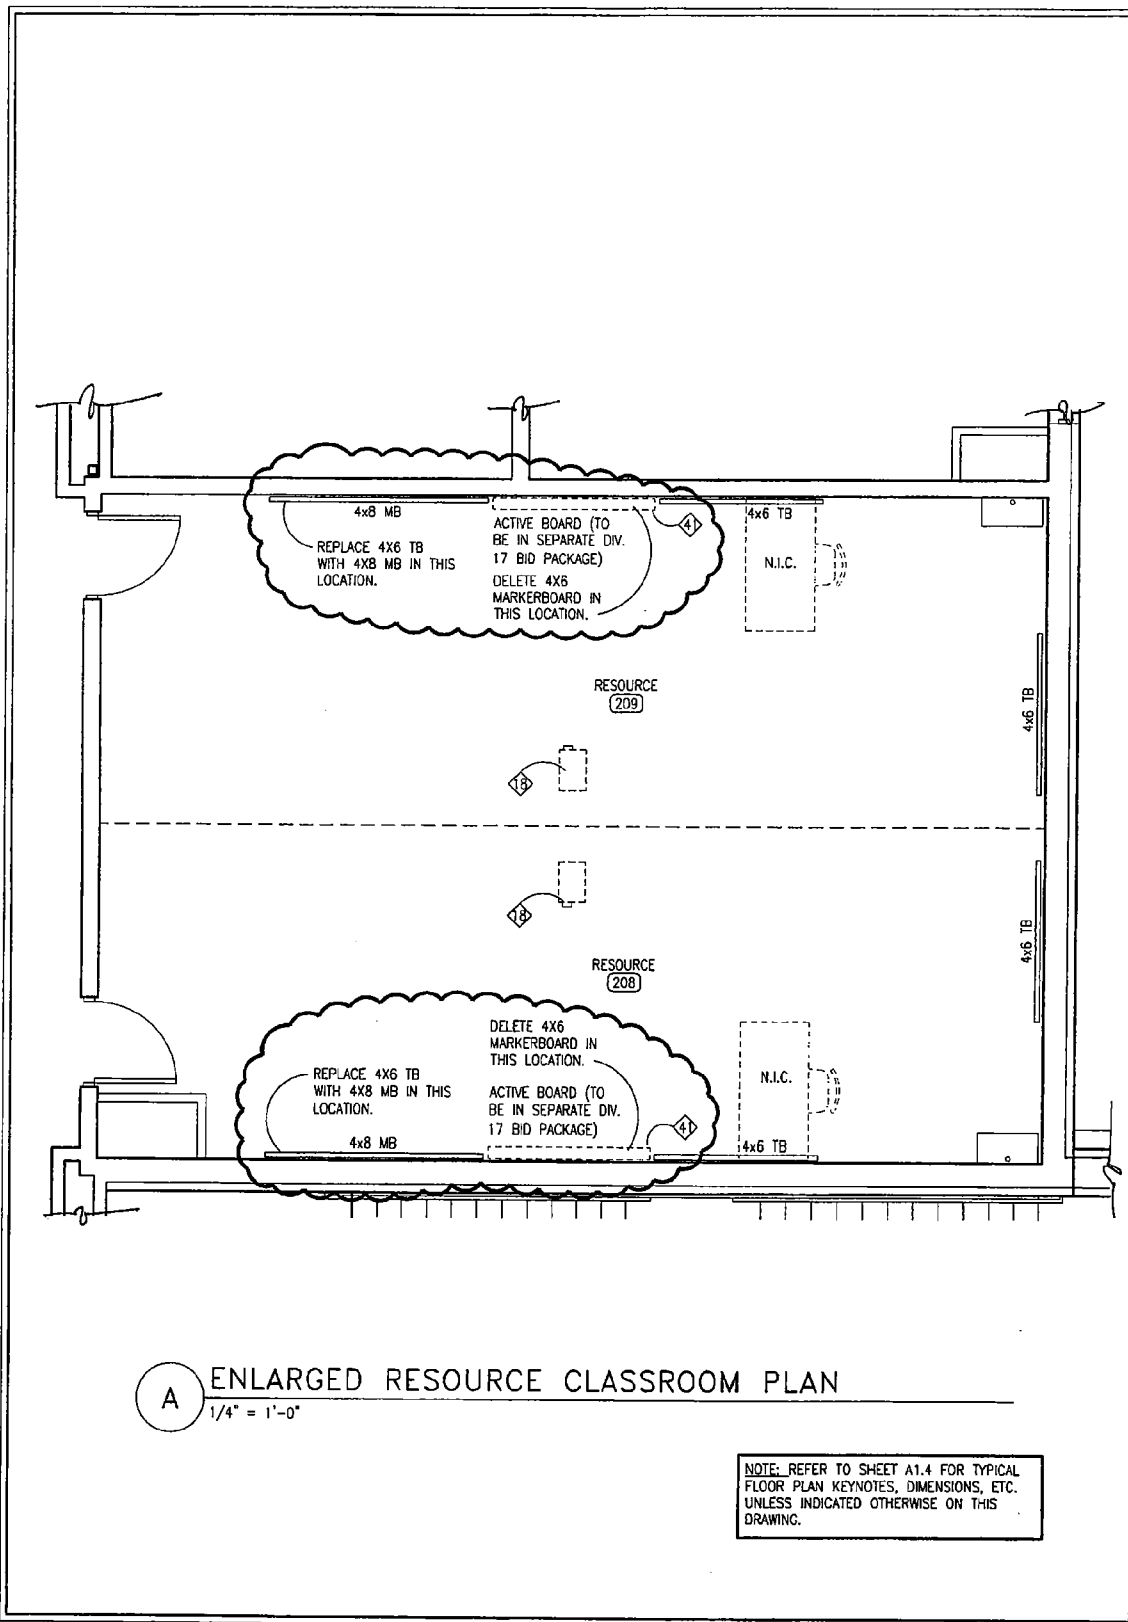 4x8 MB
REPLACE 4X6 TB
WITH 4X8 MB IN THIS
LOCATION.
ACTIVE BOARD (TO
BE IN SEPARATE DIV.
17 BID PACKAGE)
DELETE 4X6
MARKERBOARD IN
THIS LOCATION.
41
4x6 TB
N.I.C.
4x6 TB
RESOURCE
209
18
18
4x6 TB
RESOURCE
208
DELETE 4X6
MARKERBOARD IN
THIS LOCATION.
REPLACE 4X6 TB
WITH 4X8 MB IN THIS
LOCATION.
ACTIVE BOARD (TO
BE IN SEPARATE DIV.
17 BID PACKAGE)
4x8 MB
41
N.I.C.
4x6 TB
A
ENLARGED RESOURCE CLASSROOM PLAN
1/4" = 1'-0"
NOTE: REFER TO SHEET A1.4 FOR TYPICAL
FLOOR PLAN KEYNOTES, DIMENSIONS, ETC.
UNLESS INDICATED OTHERWISE ON THIS
DRAWING.